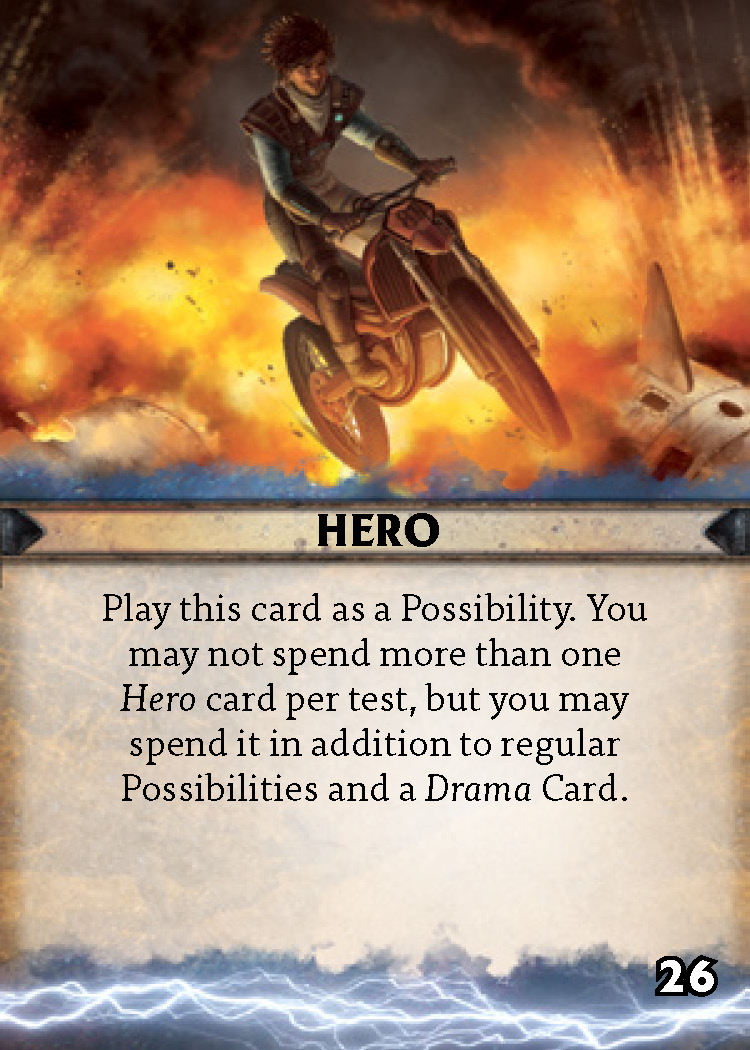 HERO
Play this card as a Possibility. You
may not spend more than one
Hero card per test, but you may
spend it in addition to regular
Possibilities and a Drama Card.
26